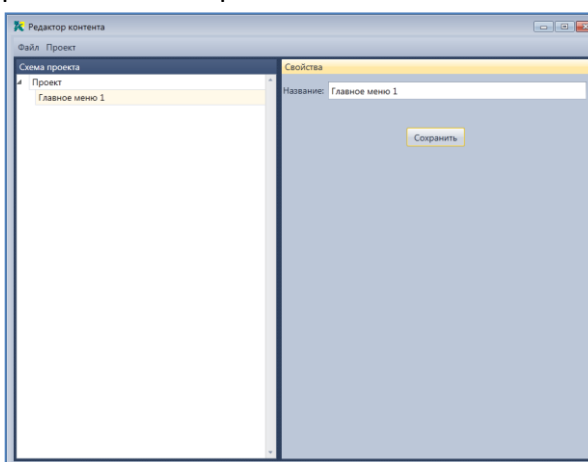 Редактор контента
Файл Проект
Схема проекта
Проект
Главное меню 1
Свойства
Название: Главное меню 1
Сохранить